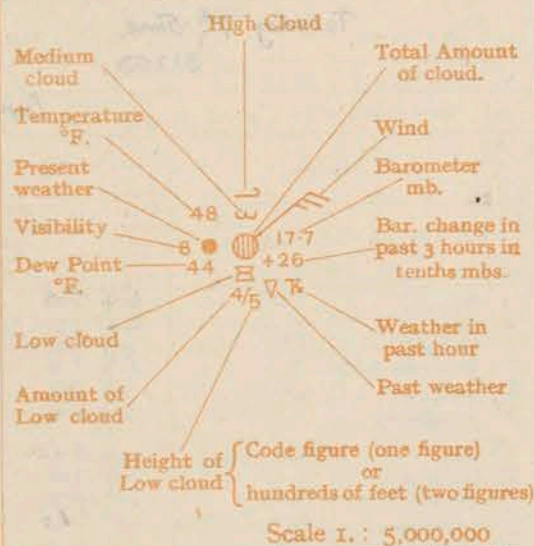 High Cloud
Medium
cloud
Total Amount
of cloud.
Temperature
°F.
Wind
Present
weather
Barometer
mb.
48
Visibility
8
17.7
Bar. change in
past 3 hours in
tenths mbs.
Dew Point
°F.
44
+26
4/5
Low cloud
Weather in
past hour
Amount of
Low cloud
Past weather
Height of
Low cloud
Code figure (one figure)
or
hundreds of feet (two figures)
Scale 1. : 5,000,000